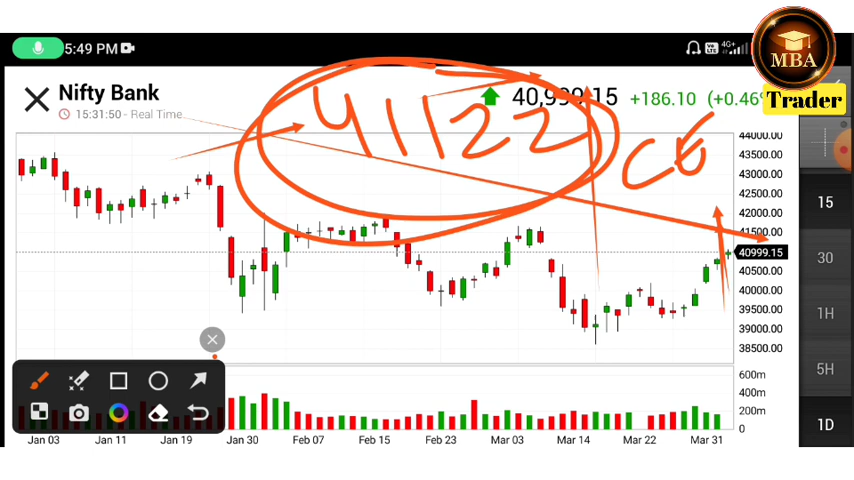 5:49 PM
4G+
MBA
Trader
Nifty Bank
15:31:50 - Real Time
40,999.15 +186.10 (+0.46%
41122
CE
44000.00
43500.00
43000.00
42500.00
42000.00
41500.00
40999.15
40500.00
40000.00
39500.00
39000.00
38500.00
600m
400m
200m
0
Jan 03 Jan 11 Jan 19 Jan 30 Feb 07 Feb 15 Feb 23 Mar 03 Mar 14 Mar 22 Mar 31
15
30
1H
5H
1D